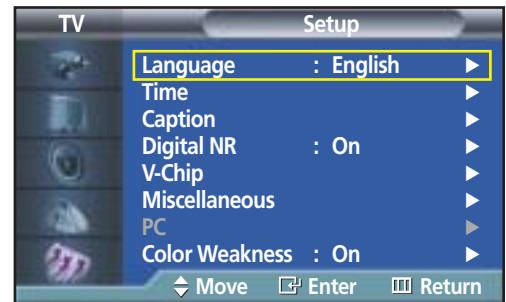 TV Setup
Language : English
Time
Caption
Digital NR : On
V-Chip
Miscellaneous
PC
Color Weakness : On
Move Enter Return